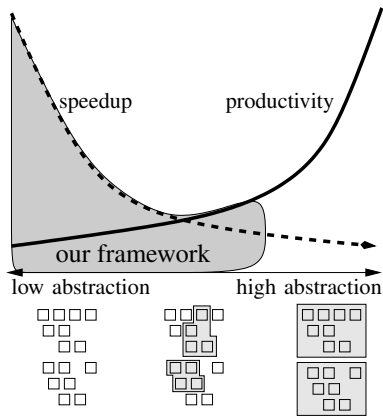 speedup
productivity
our framework
low abstraction
high abstraction